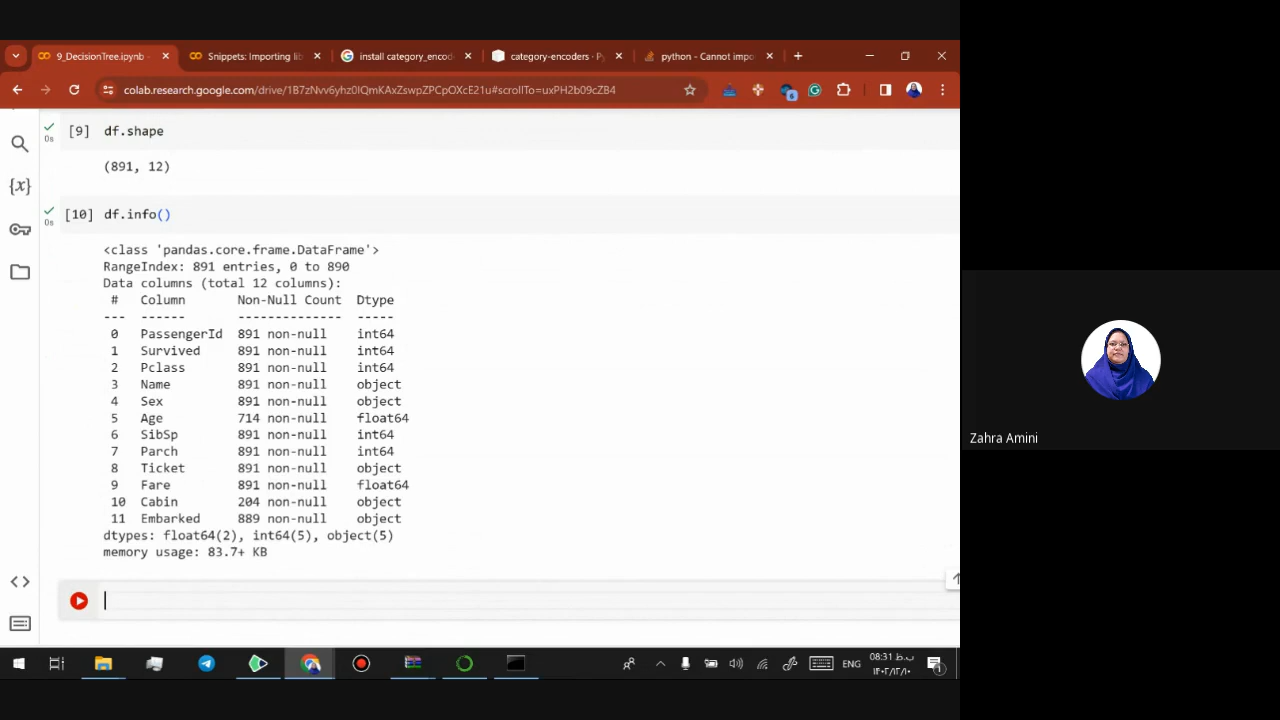 9_DecisionTree.ipynb -
Snippets: Importing lib
install category_encod
category-encoders · P
python - Cannot impo
colab.research.google.com/drive/1B7zNvv6yhz0IQmKAxZswpZPCpOXcE21u#scrollTo=uxPH2b09cZB4
6
0s
[9] df.shape
(891, 12)
{x}
0s
[10] df.info()
<class 'pandas.core.frame.DataFrame'>
RangeIndex: 891 entries, 0 to 890
Data columns (total 12 columns):
# Column Non-Null Count Dtype
--- ------ -------------- -----
0 PassengerId 891 non-null int64
1 Survived 891 non-null int64
2 Pclass 891 non-null int64
3 Name 891 non-null object
4 Sex 891 non-null object
5 Age 714 non-null float64
6 SibSp 891 non-null int64
7 Parch 891 non-null int64
8 Ticket 891 non-null object
9 Fare 891 non-null float64
10 Cabin 204 non-null object
11 Embarked 889 non-null object
dtypes: float64(2), int64(5), object(5)
memory usage: 83.7+ KB
Zahra Amini
ENG
08:31 ب.ظ
۱۴۰۲/۱۲/۱۰
1